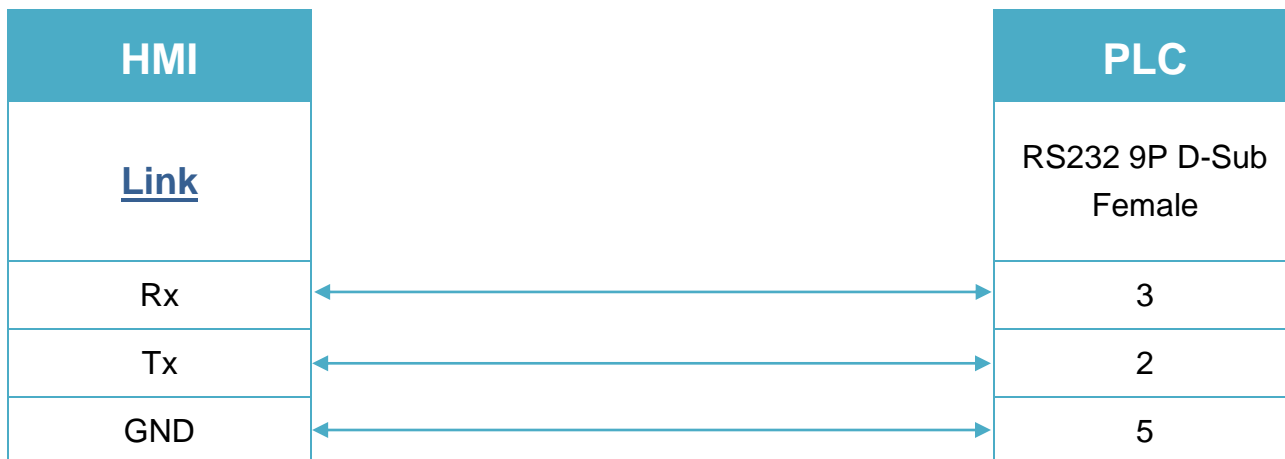 HMI PLC
Link RS232 9P D-Sub
Female
Rx 3
Tx 2
GND 5